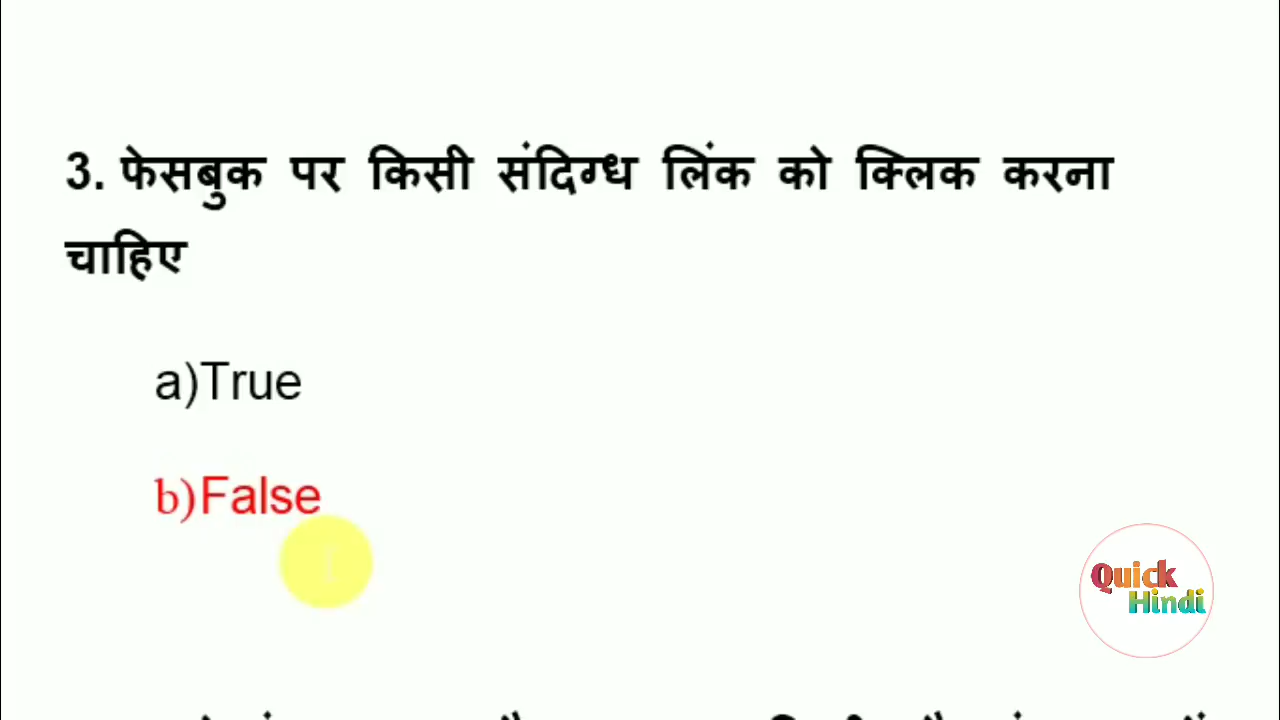 3. फेसबुक पर किसी संदिग्ध लिंक को क्लिक करना
चाहिए
a)True
b)False
Quick
Hindi